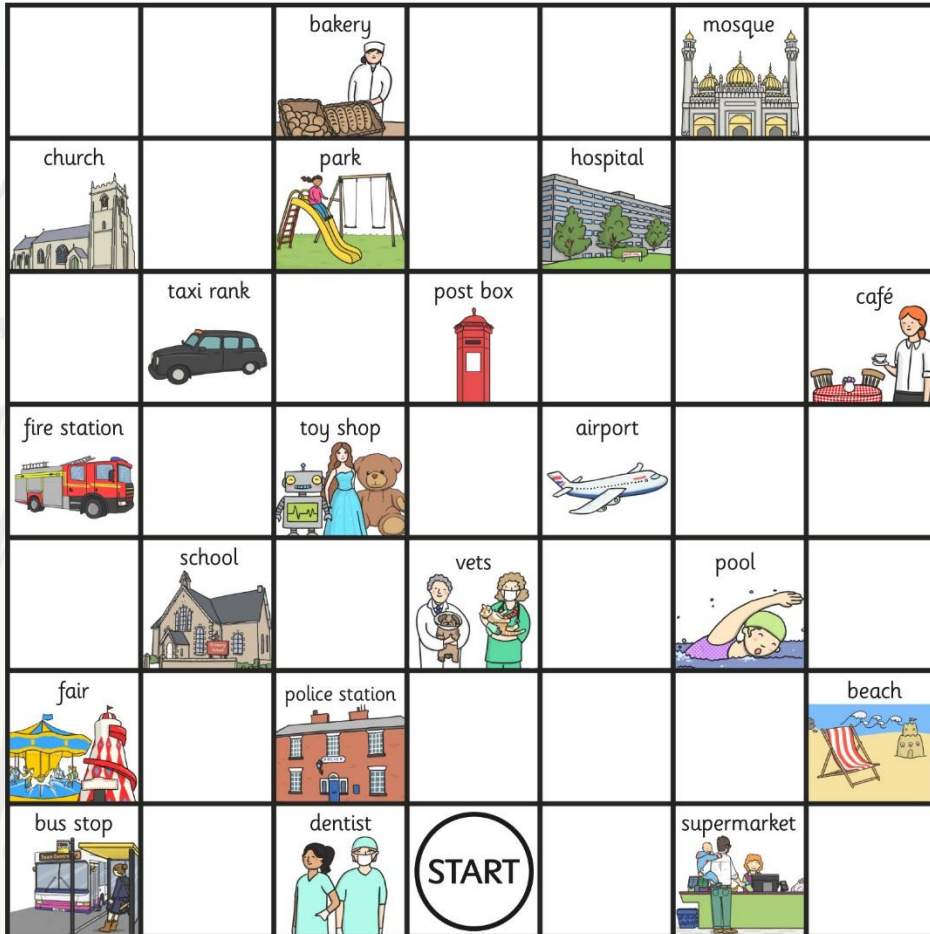 bakery
mosque
church
park
hospital
taxi rank
post box
café
fire station
toy shop
airport
school
vets
pool
fair
police station
POLICE
beach
bus stop
dentist
START
supermarket